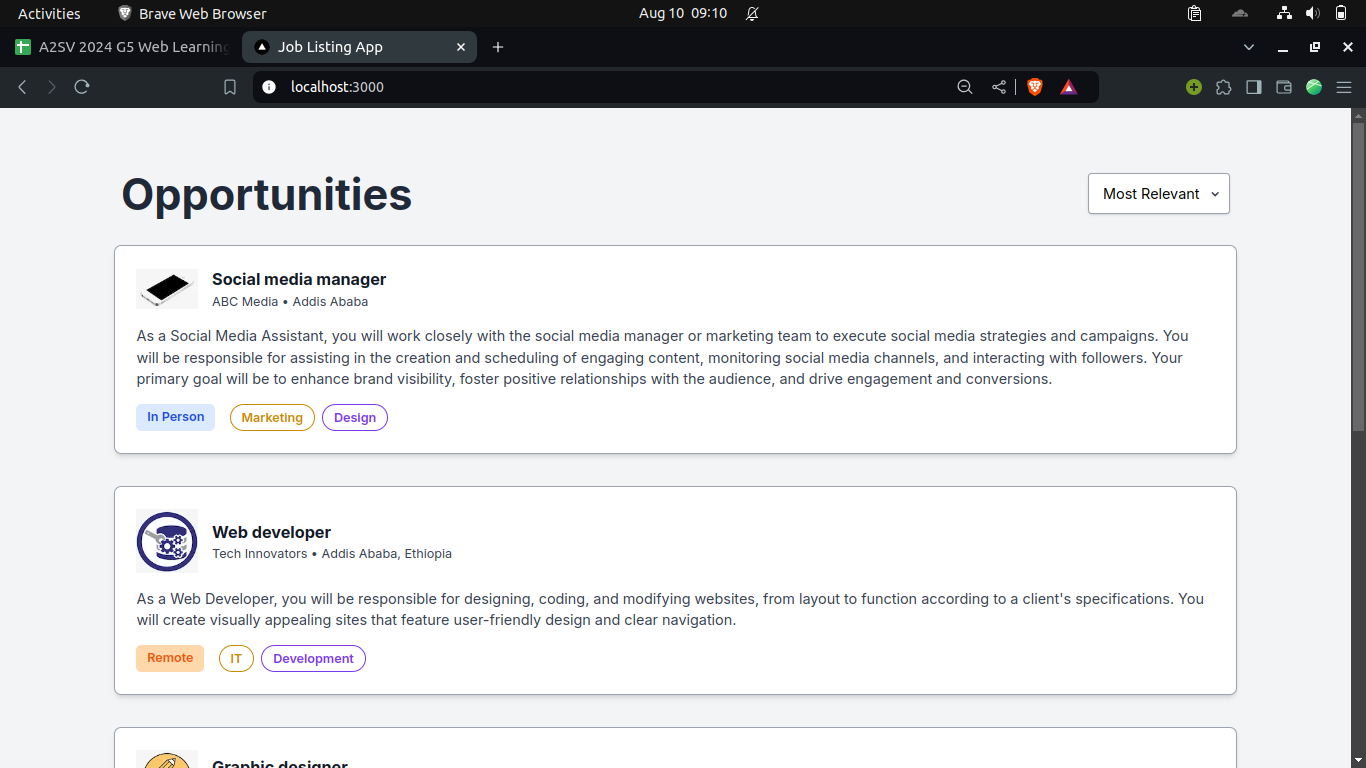 Activities
Brave Web Browser
Aug 10 09:10
A2SV 2024 G5 Web Learning
Job Listing App
localhost:3000
Opportunities
Most Relevant
Social media manager
ABC Media • Addis Ababa
As a Social Media Assistant, you will work closely with the social media manager or marketing team to execute social media strategies and campaigns. You
will be responsible for assisting in the creation and scheduling of engaging content, monitoring social media channels, and interacting with followers. Your
primary goal will be to enhance brand visibility, foster positive relationships with the audience, and drive engagement and conversions.
In Person
Marketing
Design
Web developer
Tech Innovators • Addis Ababa, Ethiopia
As a Web Developer, you will be responsible for designing, coding, and modifying websites, from layout to function according to a client's specifications. You
will create visually appealing sites that feature user-friendly design and clear navigation.
Remote
IT
Development
Graphic designer